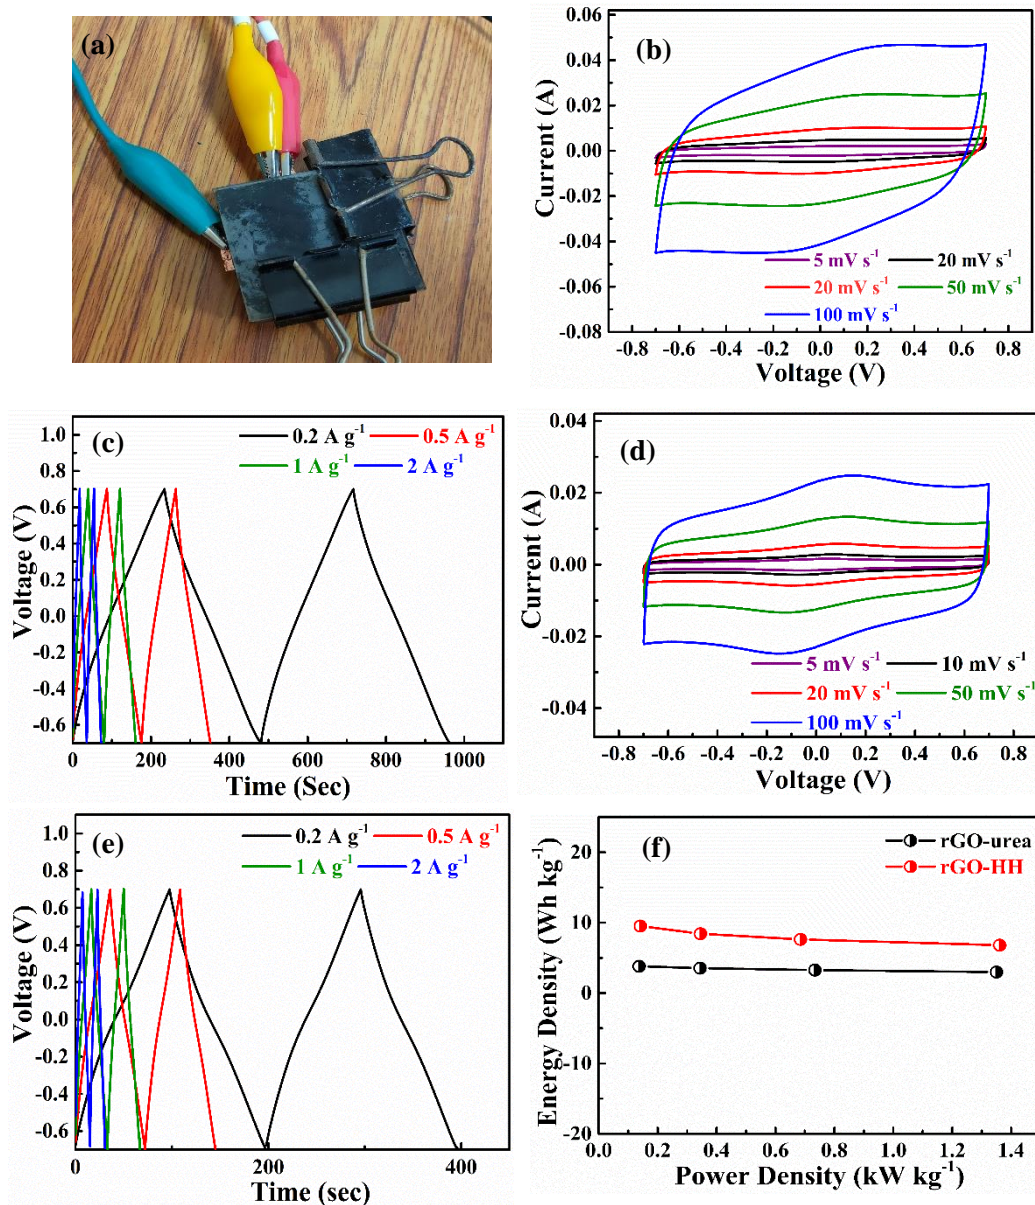 (a)
(b)
Current (A)
0.06
0.04
0.02
0.00
-0.02
-0.04
-0.06
-0.08
5 mV s⁻¹ 20 mV s⁻¹
20 mV s⁻¹ 50 mV s⁻¹
100 mV s⁻¹
-0.8 -0.6 -0.4 -0.2 0.0 0.2 0.4 0.6 0.8
Voltage (V)
(c)
Voltage (V)
1.0
0.6
0.2
-0.2
-0.6
0.2 A g⁻¹ 0.5 A g⁻¹
1 A g⁻¹ 2 A g⁻¹
0 200 400 600 800 1000
Time (Sec)
(d)
Current (A)
0.04
0.02
0.00
-0.02
-0.04
5 mV s⁻¹ 10 mV s⁻¹
20 mV s⁻¹ 50 mV s⁻¹
100 mV s⁻¹
-0.8 -0.6 -0.4 -0.2 0.0 0.2 0.4 0.6 0.8
Voltage (V)
(e)
Voltage (V)
1.0
0.8
0.6
0.4
0.2
0.0
-0.2
-0.4
-0.6
0.2 A g⁻¹ 0.5 A g⁻¹
1 A g⁻¹ 2 A g⁻¹
0 200 400
Time (sec)
(f)
Energy Density (Wh kg⁻¹)
20
10
0
-10
-20
rGO-urea
rGO-HH
0.0 0.2 0.4 0.6 0.8 1.0 1.2 1.4
Power Density (kW kg⁻¹)